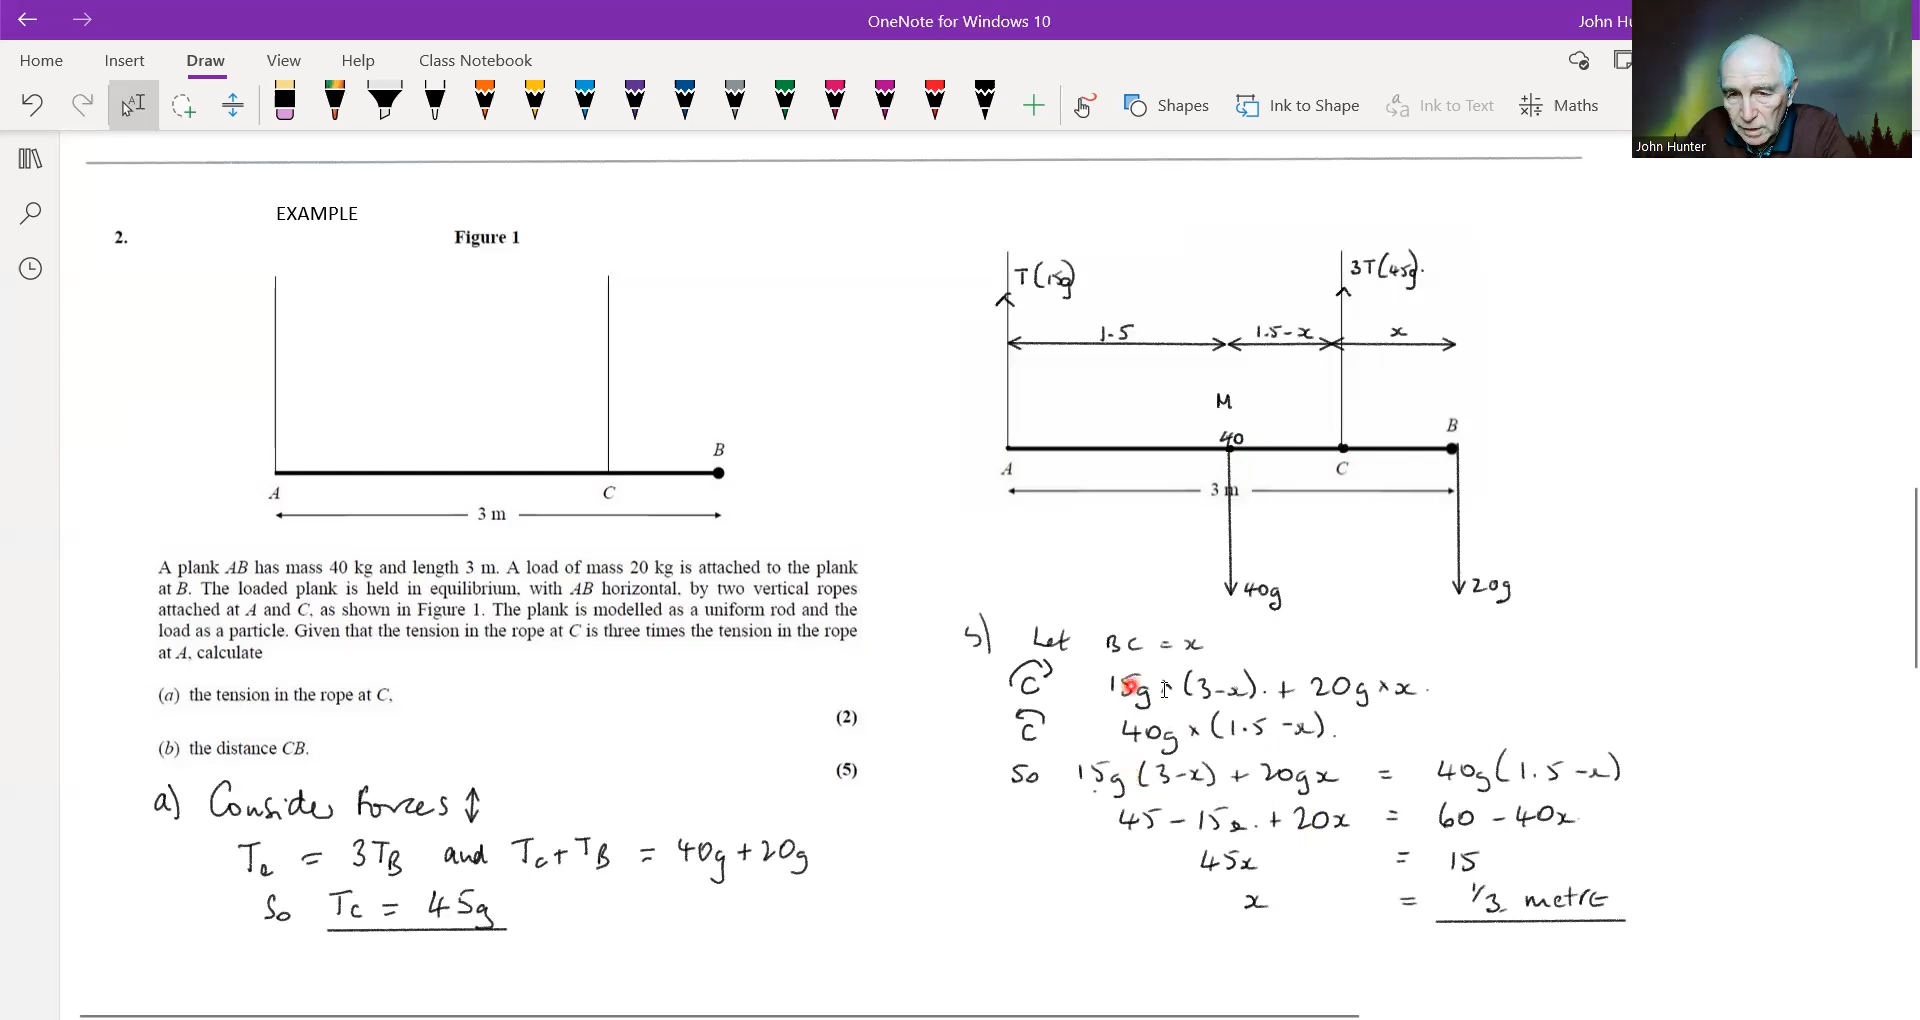 OneNote for Windows 10
John Hu
Home Insert Draw View Help Class Notebook
Shapes Ink to Shape Ink to Text Maths
John Hunter
EXAMPLE
2. Figure 1
A C B
3 m
A plank AB has mass 40 kg and length 3 m. A load of mass 20 kg is attached to the plank
at B. The loaded plank is held in equilibrium, with AB horizontal, by two vertical ropes
attached at A and C, as shown in Figure 1. The plank is modelled as a uniform rod and the
load as a particle. Given that the tension in the rope at C is three times the tension in the rope
at A, calculate
(a) the tension in the rope at C,
(2)
(b) the distance CB.
(5)
a) Consider Forces ↕
= 3TB and Tc + TB = 40g + 20g
So Tc = 45g
T(15g) 3T(45g).
1.5 1.5-x x
M
40 B
A C
3 m
40g 20g
Let BC = x
C 15g × (3-x). + 20g × x.
C 40g × (1.5 -x).
So 15g (3-x) + 20gx = 40g(1.5 -x)
45 - 15x. + 20x = 60 - 40x
45x = 15
x = 1/3 metre